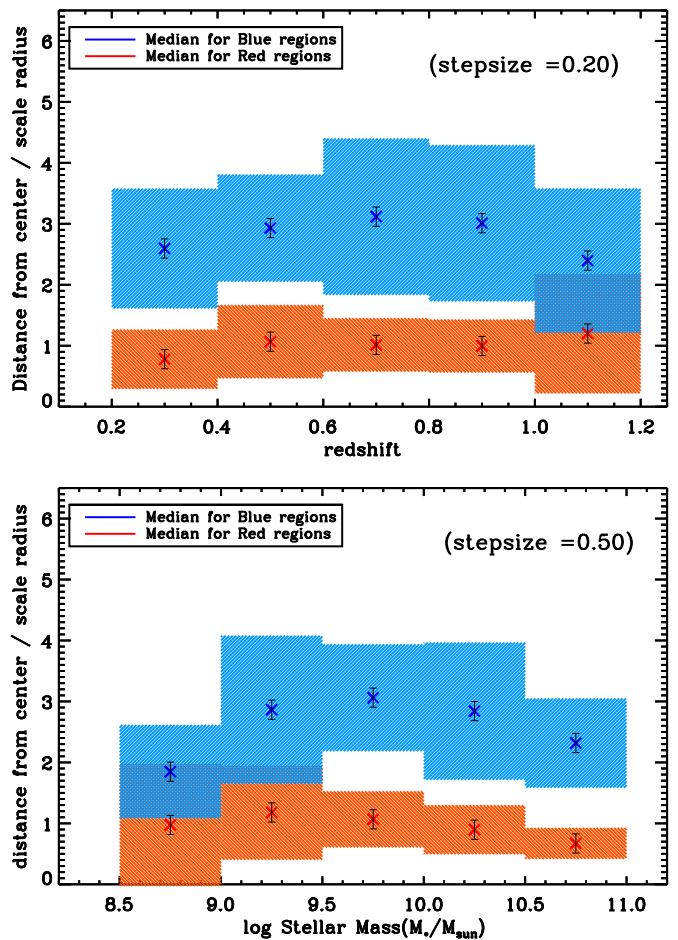 Median for Blue regions
Median for Red regions
(stepsize =0.20)
Distance from center / scale radius
6
5
4
3
2
1
0
0.2 0.4 0.6 0.8 1.0 1.2
redshift
Median for Blue regions
Median for Red regions
(stepsize =0.50)
distance from center / scale radius
6
5
4
3
2
1
0
8.5 9.0 9.5 10.0 10.5 11.0
log Stellar Mass(M*/Msun)